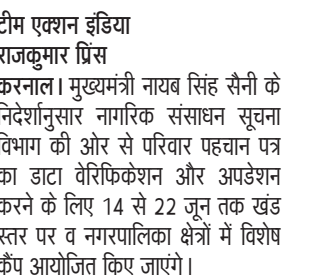 टीम एक्शन इंडिया
राजकुमार प्रिंस
करनाल। मुख्यमंत्री नायब सिंह सैनी के
निर्देशानुसार नागरिक संसाधन सूचना
विभाग की ओर से परिवार पहचान पत्र
का डाटा वेरिफिकेशन और अपडेशन
करने के लिए 14 से 22 जून तक खंड
स्तर पर व नगरपालिका क्षेत्रों में विशेष
कैंप आयोजित किए जाएंगे।